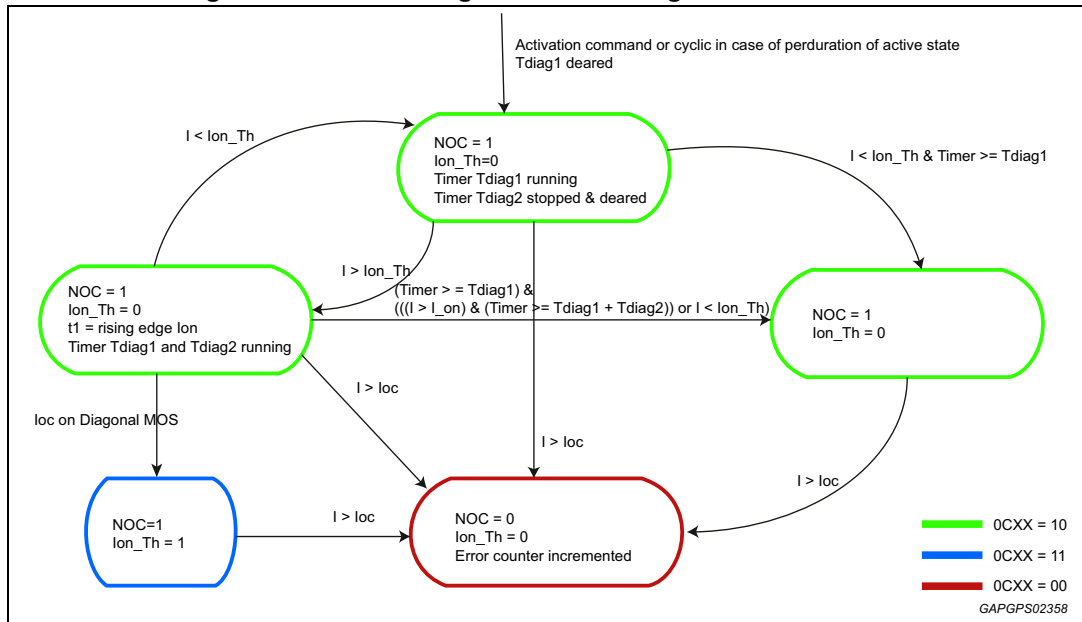 Activation command or cyclic in case of perduration of active state
Tdiag1 deared
I < Ion_Th
NOC = 1
Ion_Th=0
Timer Tdiag1 running
Timer Tdiag2 stopped & deared
I < Ion_Th & Timer >= Tdiag1
I > Ion_Th
(Timer > = Tdiag1) &
(((I > I_on) & (Timer >= Tdiag1 + Tdiag2)) or I < Ion_Th)
NOC = 1
Ion_Th = 0
t1 = rising edge Ion
Timer Tdiag1 and Tdiag2 running
NOC = 1
Ion_Th = 0
I > Ioc
Ioc on Diagonal MOS
I > Ioc
I > Ioc
NOC=1
Ion_Th = 1
I > Ioc
NOC = 0
Ion_Th = 0
Error counter incremented
0CXX = 10
0CXX = 11
0CXX = 00
GAPGPS02358